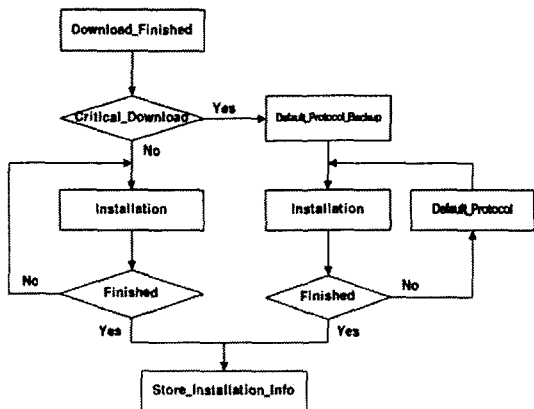 Download_Finished
Critical_Download
Yes
Default_Protocol_Backup
No
Installation
Installation
Default_Protocol
No
Finished
Finished
No
Yes
Yes
Store_Installation_Info